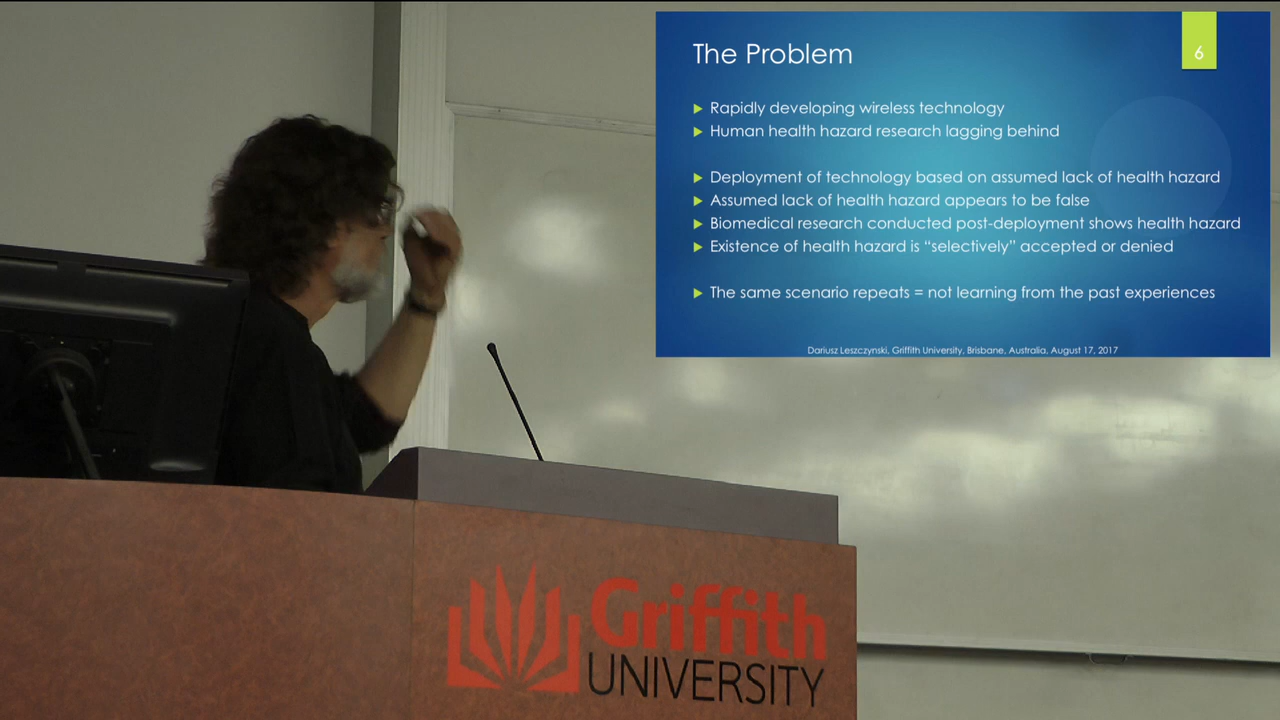 The Problem
6
▶ Rapidly developing wireless technology
▶ Human health hazard research lagging behind
▶ Deployment of technology based on assumed lack of health hazard
▶ Assumed lack of health hazard appears to be false
▶ Biomedical research conducted post-deployment shows health hazard
▶ Existence of health hazard is “selectively” accepted or denied
▶ The same scenario repeats = not learning from the past experiences
Dariusz Leszczynski, Griffith University, Brisbane, Australia, August 17, 2017
Griffith
UNIVERSITY